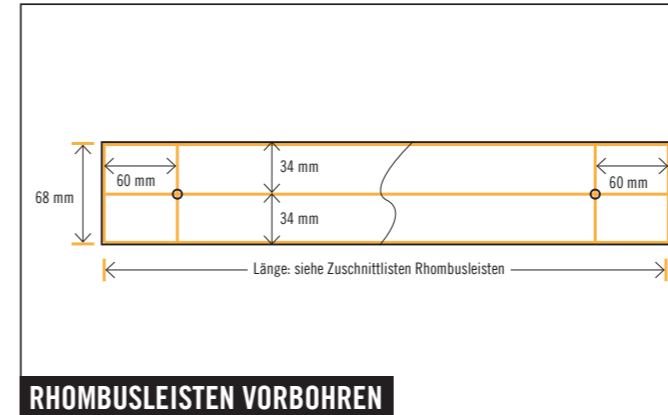 34 mm
60 mm
60 mm
68 mm
34 mm
Länge: siehe Zuschnittlisten Rhombusleisten
RHOMBUSLEISTEN VORBOHREN